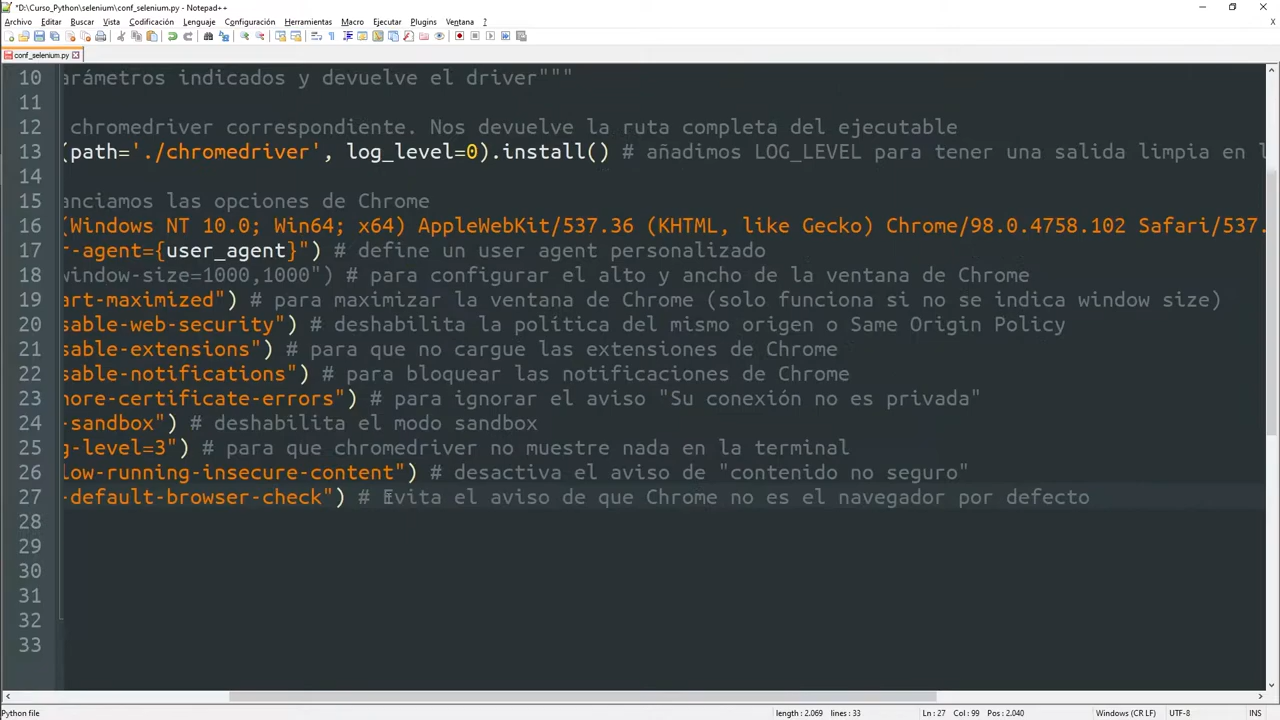 *D:\Curso_Python\selenium\conf_selenium.py - Notepad++
Archivo Editar Buscar Vista Codificación Lenguaje Configuración Herramientas Macro Ejecutar Plugins Ventana ?
conf_selenium.py
10 arámetros indicados y devuelve el driver"""
11
12 chromedriver correspondiente. Nos devuelve la ruta completa del ejecutable
13 (path='./chromedriver', log_level=0).install() # añadimos LOG_LEVEL para tener una salida limpia en l
14
15 anciamos las opciones de Chrome
16 (Windows NT 10.0; Win64; x64) AppleWebKit/537.36 (KHTML, like Gecko) Chrome/98.0.4758.102 Safari/537.
17 r-agent={user_agent}") # define un user agent personalizado
18 window-size=1000,1000") # para configurar el alto y ancho de la ventana de Chrome
19 art-maximized") # para maximizar la ventana de Chrome (solo funciona si no se indica window size)
20 sable-web-security") # deshabilita la política del mismo origen o Same Origin Policy
21 sable-extensions") # para que no cargue las extensiones de Chrome
22 sable-notifications") # para bloquear las notificaciones de Chrome
23 nore-certificate-errors") # para ignorar el aviso "Su conexión no es privada"
24 -sandbox") # deshabilita el modo sandbox
25 g-level=3") # para que chromedriver no muestre nada en la terminal
26 low-running-insecure-content") # desactiva el aviso de "contenido no seguro"
27 -default-browser-check") # Evita el aviso de que Chrome no es el navegador por defecto
28
29
30
31
32
33
Python file length : 2.069 lines : 33 Ln : 27 Col : 99 Pos : 2.040 Windows (CR LF) UTF-8 INS